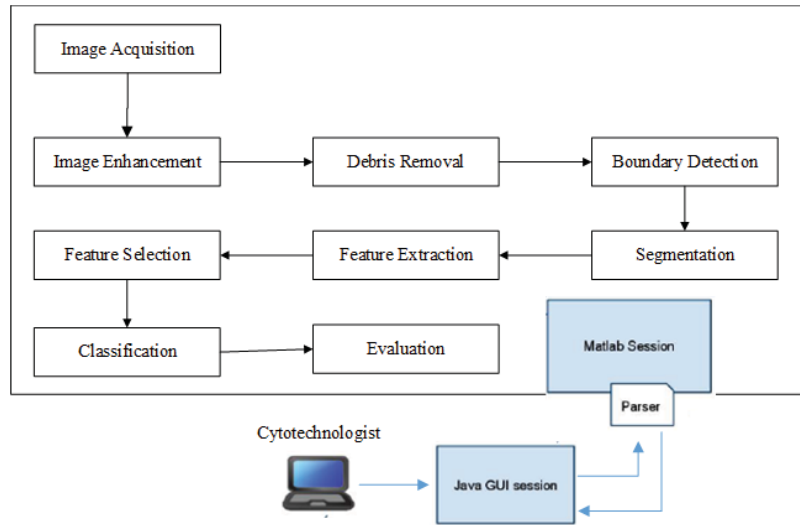 Image Acquisition
Image Enhancement
Debris Removal
Boundary Detection
Feature Selection
Feature Extraction
Segmentation
Classification
Evaluation
Matlab Session
Parser
Cytotechnologist
Java GUI session